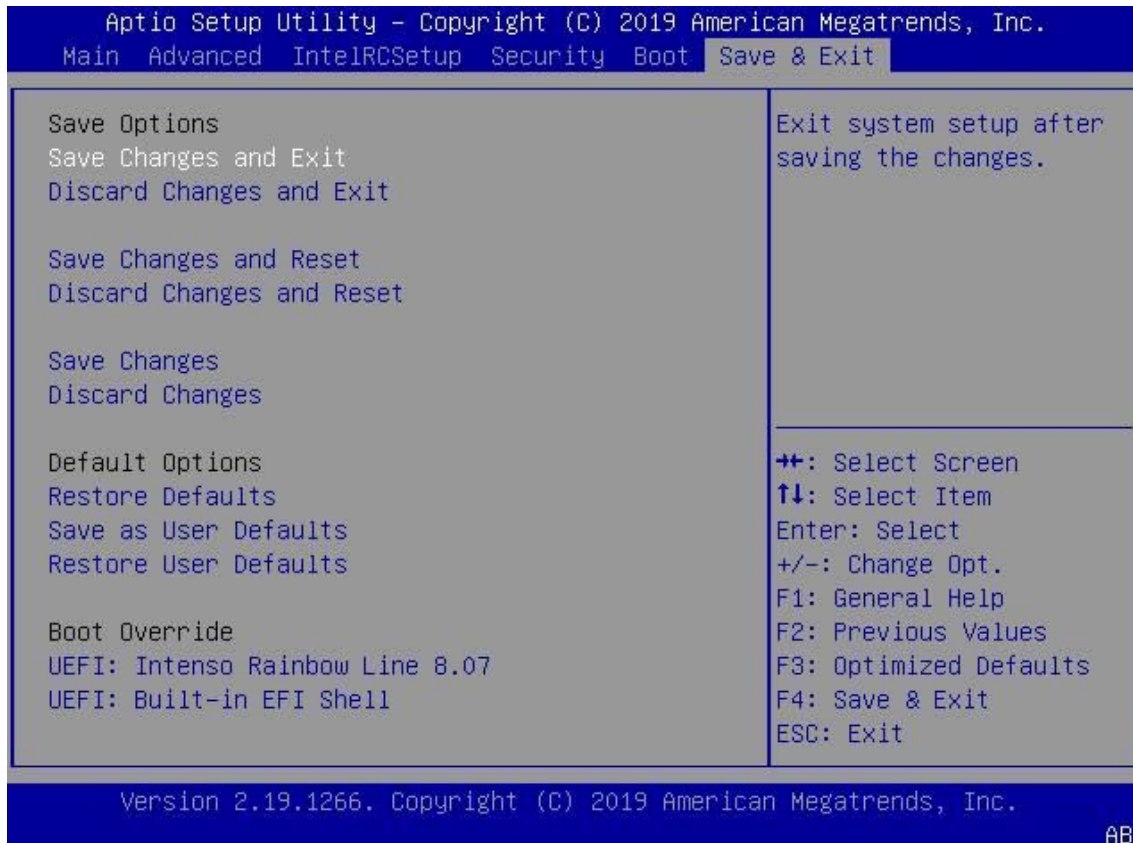 Aptio Setup Utility – Copyright (C) 2019 American Megatrends, Inc.
Main Advanced IntelRCSetup Security Boot Save & Exit
Save Options
Save Changes and Exit
Discard Changes and Exit
Save Changes and Reset
Discard Changes and Reset
Save Changes
Discard Changes
Default Options
Restore Defaults
Save as User Defaults
Restore User Defaults
Boot Override
UEFI: Intenso Rainbow Line 8.07
UEFI: Built-in EFI Shell
Exit system setup after
saving the changes.
→←: Select Screen
↑↓: Select Item
Enter: Select
+/-: Change Opt.
F1: General Help
F2: Previous Values
F3: Optimized Defaults
F4: Save & Exit
ESC: Exit
Version 2.19.1266. Copyright (C) 2019 American Megatrends, Inc.
AB